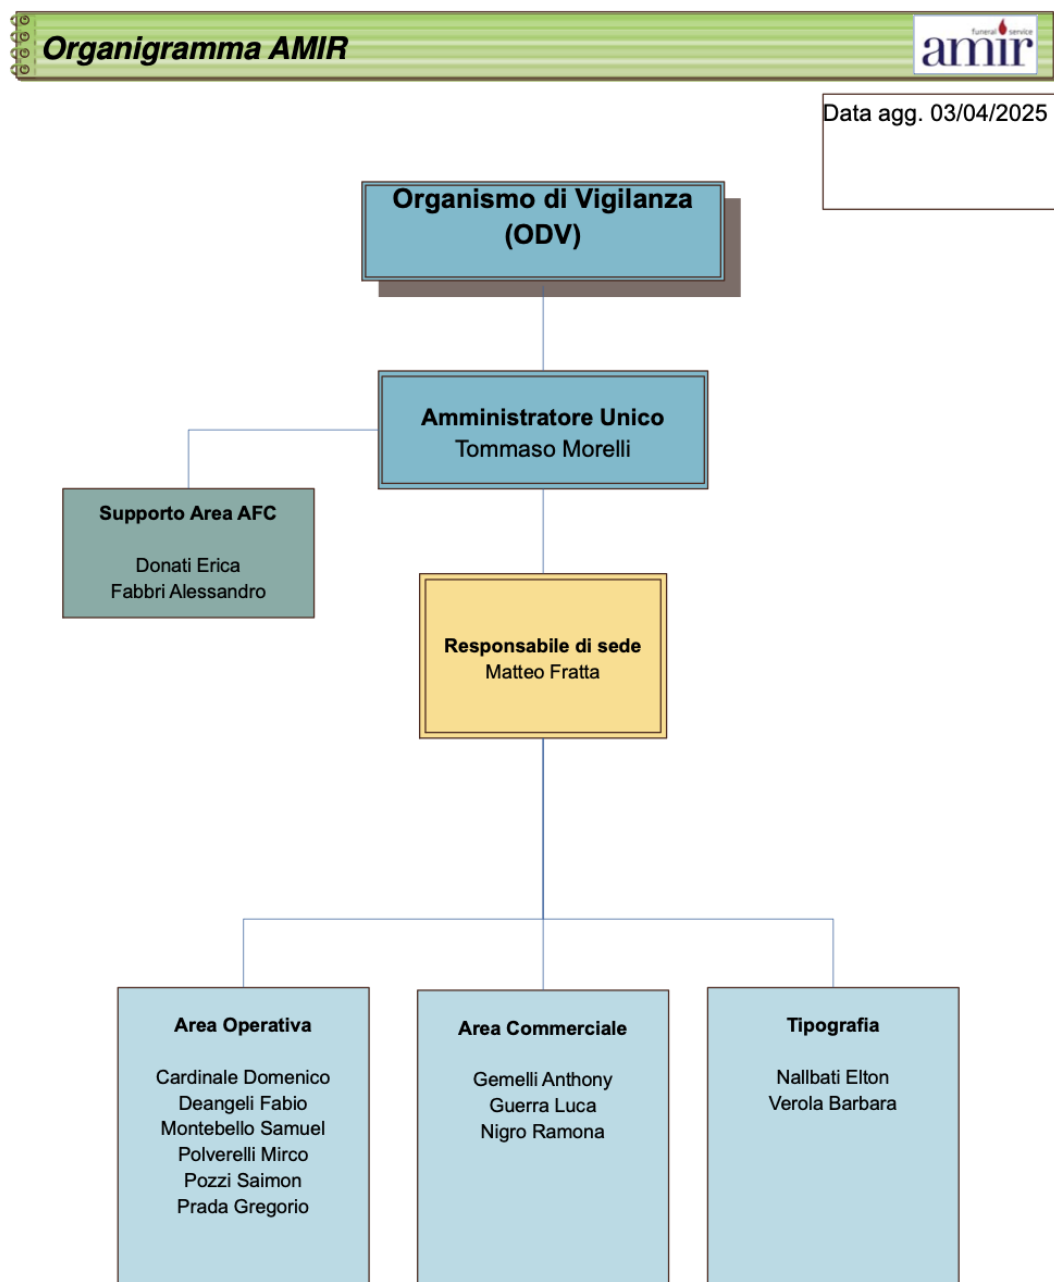 Organigramma AMIR
funeral service
amir
Data agg. 03/04/2025
Organismo di Vigilanza
(ODV)
Amministratore Unico
Tommaso Morelli
Supporto Area AFC
Donati Erica
Fabbri Alessandro
Responsabile di sede
Matteo Fratta
Area Operativa
Cardinale Domenico
Deangeli Fabio
Montebello Samuel
Polverelli Mirco
Pozzi Saimon
Prada Gregorio
Area Commerciale
Gemelli Anthony
Guerra Luca
Nigro Ramona
Tipografia
Nallbati Elton
Verola Barbara